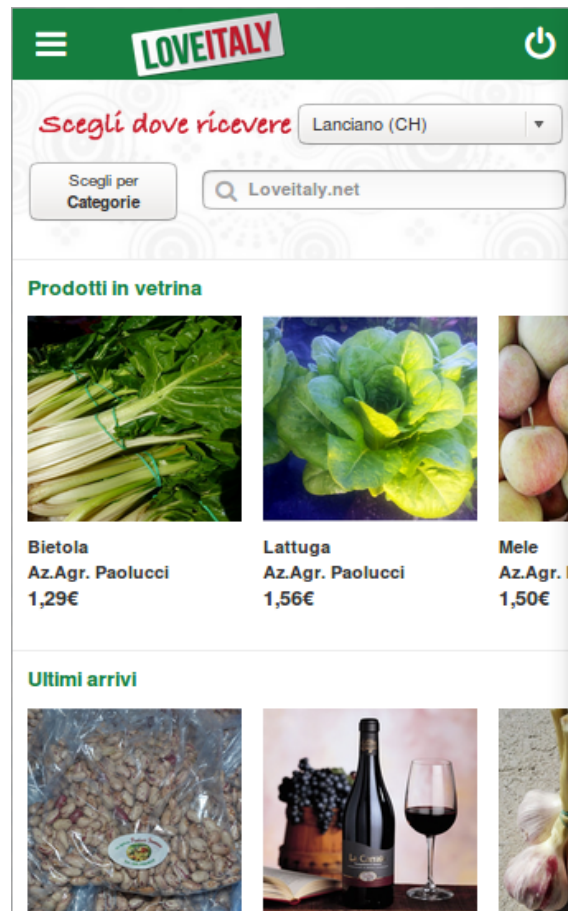 LOVEITALY
Scegli dove ricevere
Lanciano (CH)
Scegli per
Categorie
Loveitaly.net
Prodotti in vetrina
Bietola
Az.Agr. Paolucci
1,29€
Lattuga
Az.Agr. Paolucci
1,56€
Mele
Az.Agr.
1,50€
Ultimi arrivi